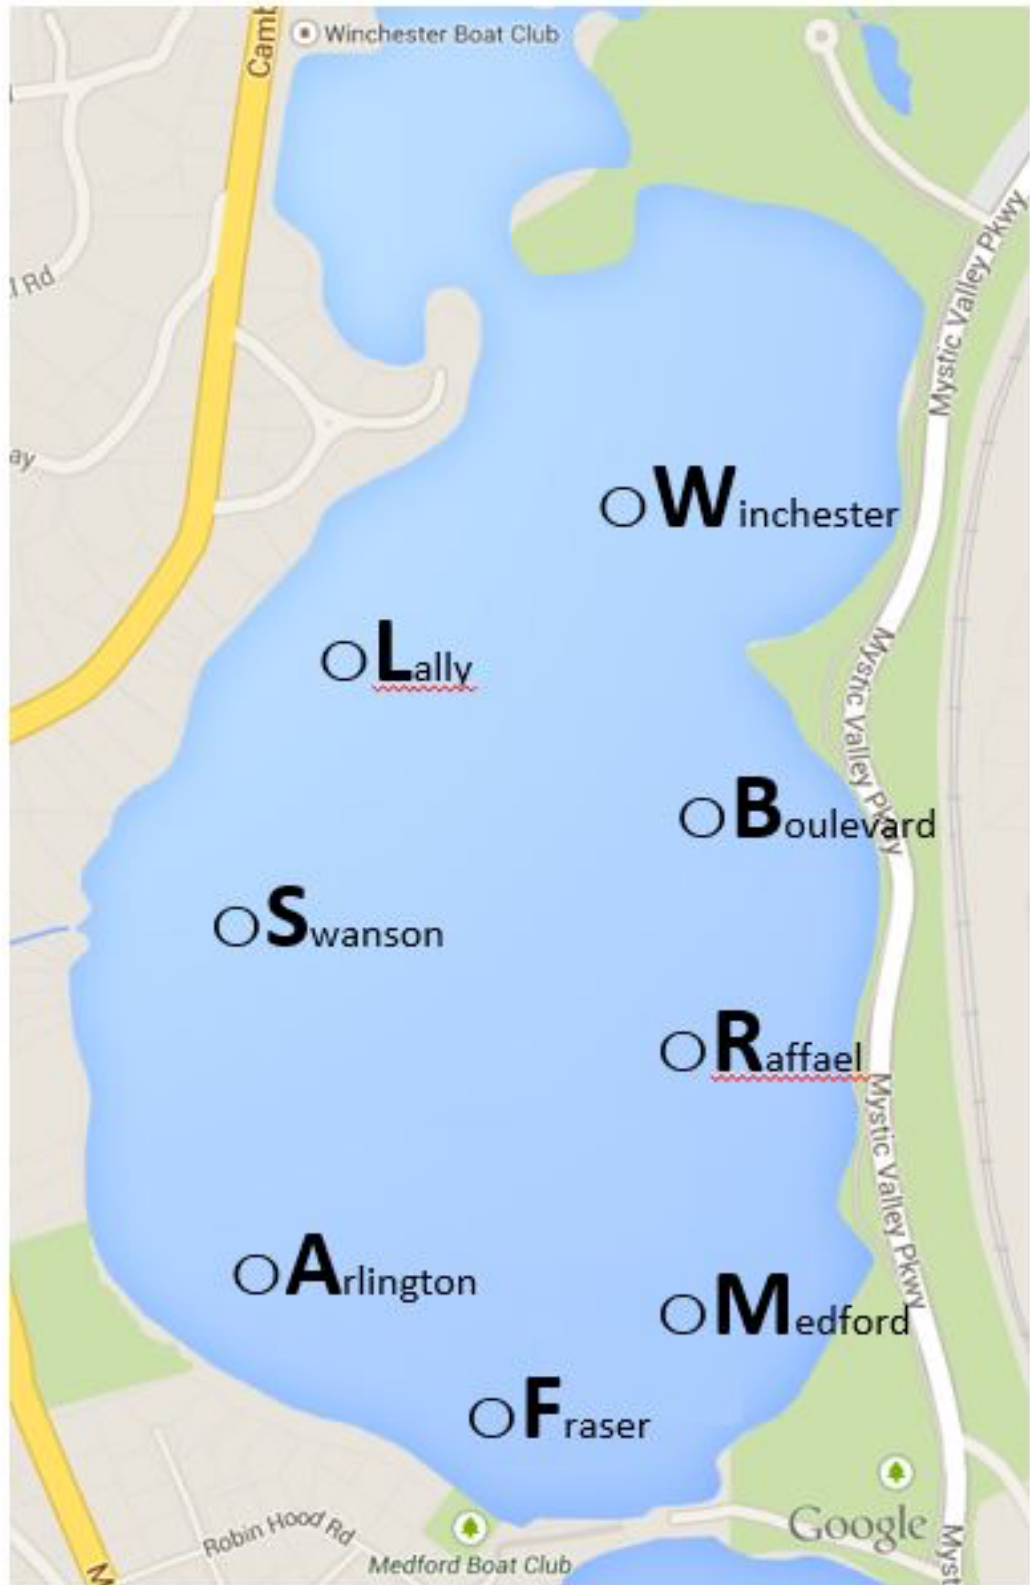 Camb
Winchester Boat Club
Mystic Valley Pkwy
l Rd
ay
Winchester
Lally
Mystic Valley Pkwy
Boulevard
Swanson
Raffael
Mystic Valley Pkwy
Arlington
Medford
Fraser
Robin Hood Rd
Google
Medford Boat Club
M
Myst